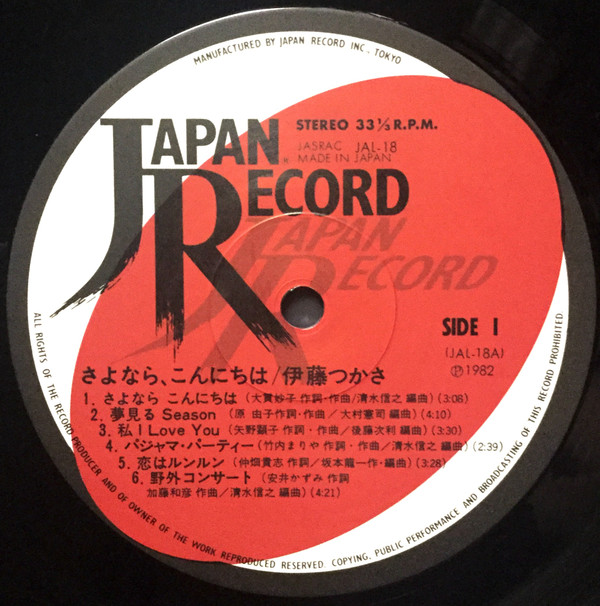 MANUFACTURED BY JAPAN RECORD INC., TOKYO
JAPAN RECORD®
STEREO 33 1/3 R.P.M.
JASRAC JAL-18
MADE IN JAPAN
JAPAN
RECORD
SIDE 1
(JAL-18A)
Ⓟ1982
さよなら、こんにちは/伊藤つかさ
1. さよなら こんにちは (大貫妙子 作詞・作曲/清水信之 編曲) (3:08)
2. 夢見る Season (原 由子 作詞・作曲/大村憲司 編曲) (4:10)
3. 私 I Love You (矢野顕子 作詞・作曲/後藤次利 編曲) (3:30)
4. パジャマ・パーティー (竹内まりや 作詞・作曲/清水信之 編曲) (2:39)
5. 恋はルンルン (仲畑貴志 作詞/坂本龍一 作・編曲) (3:28)
6. 野外コンサート (安井かずみ 作詞
加藤和彦 作曲/清水信之 編曲) (4:21)
ALL RIGHTS OF THE RECORD PRODUCER AND OF OWNER OF THE WORK REPRODUCED RESERVED. COPYING, PUBLIC PERFORMANCE AND BROADCASTING OF THIS RECORD PROHIBITED